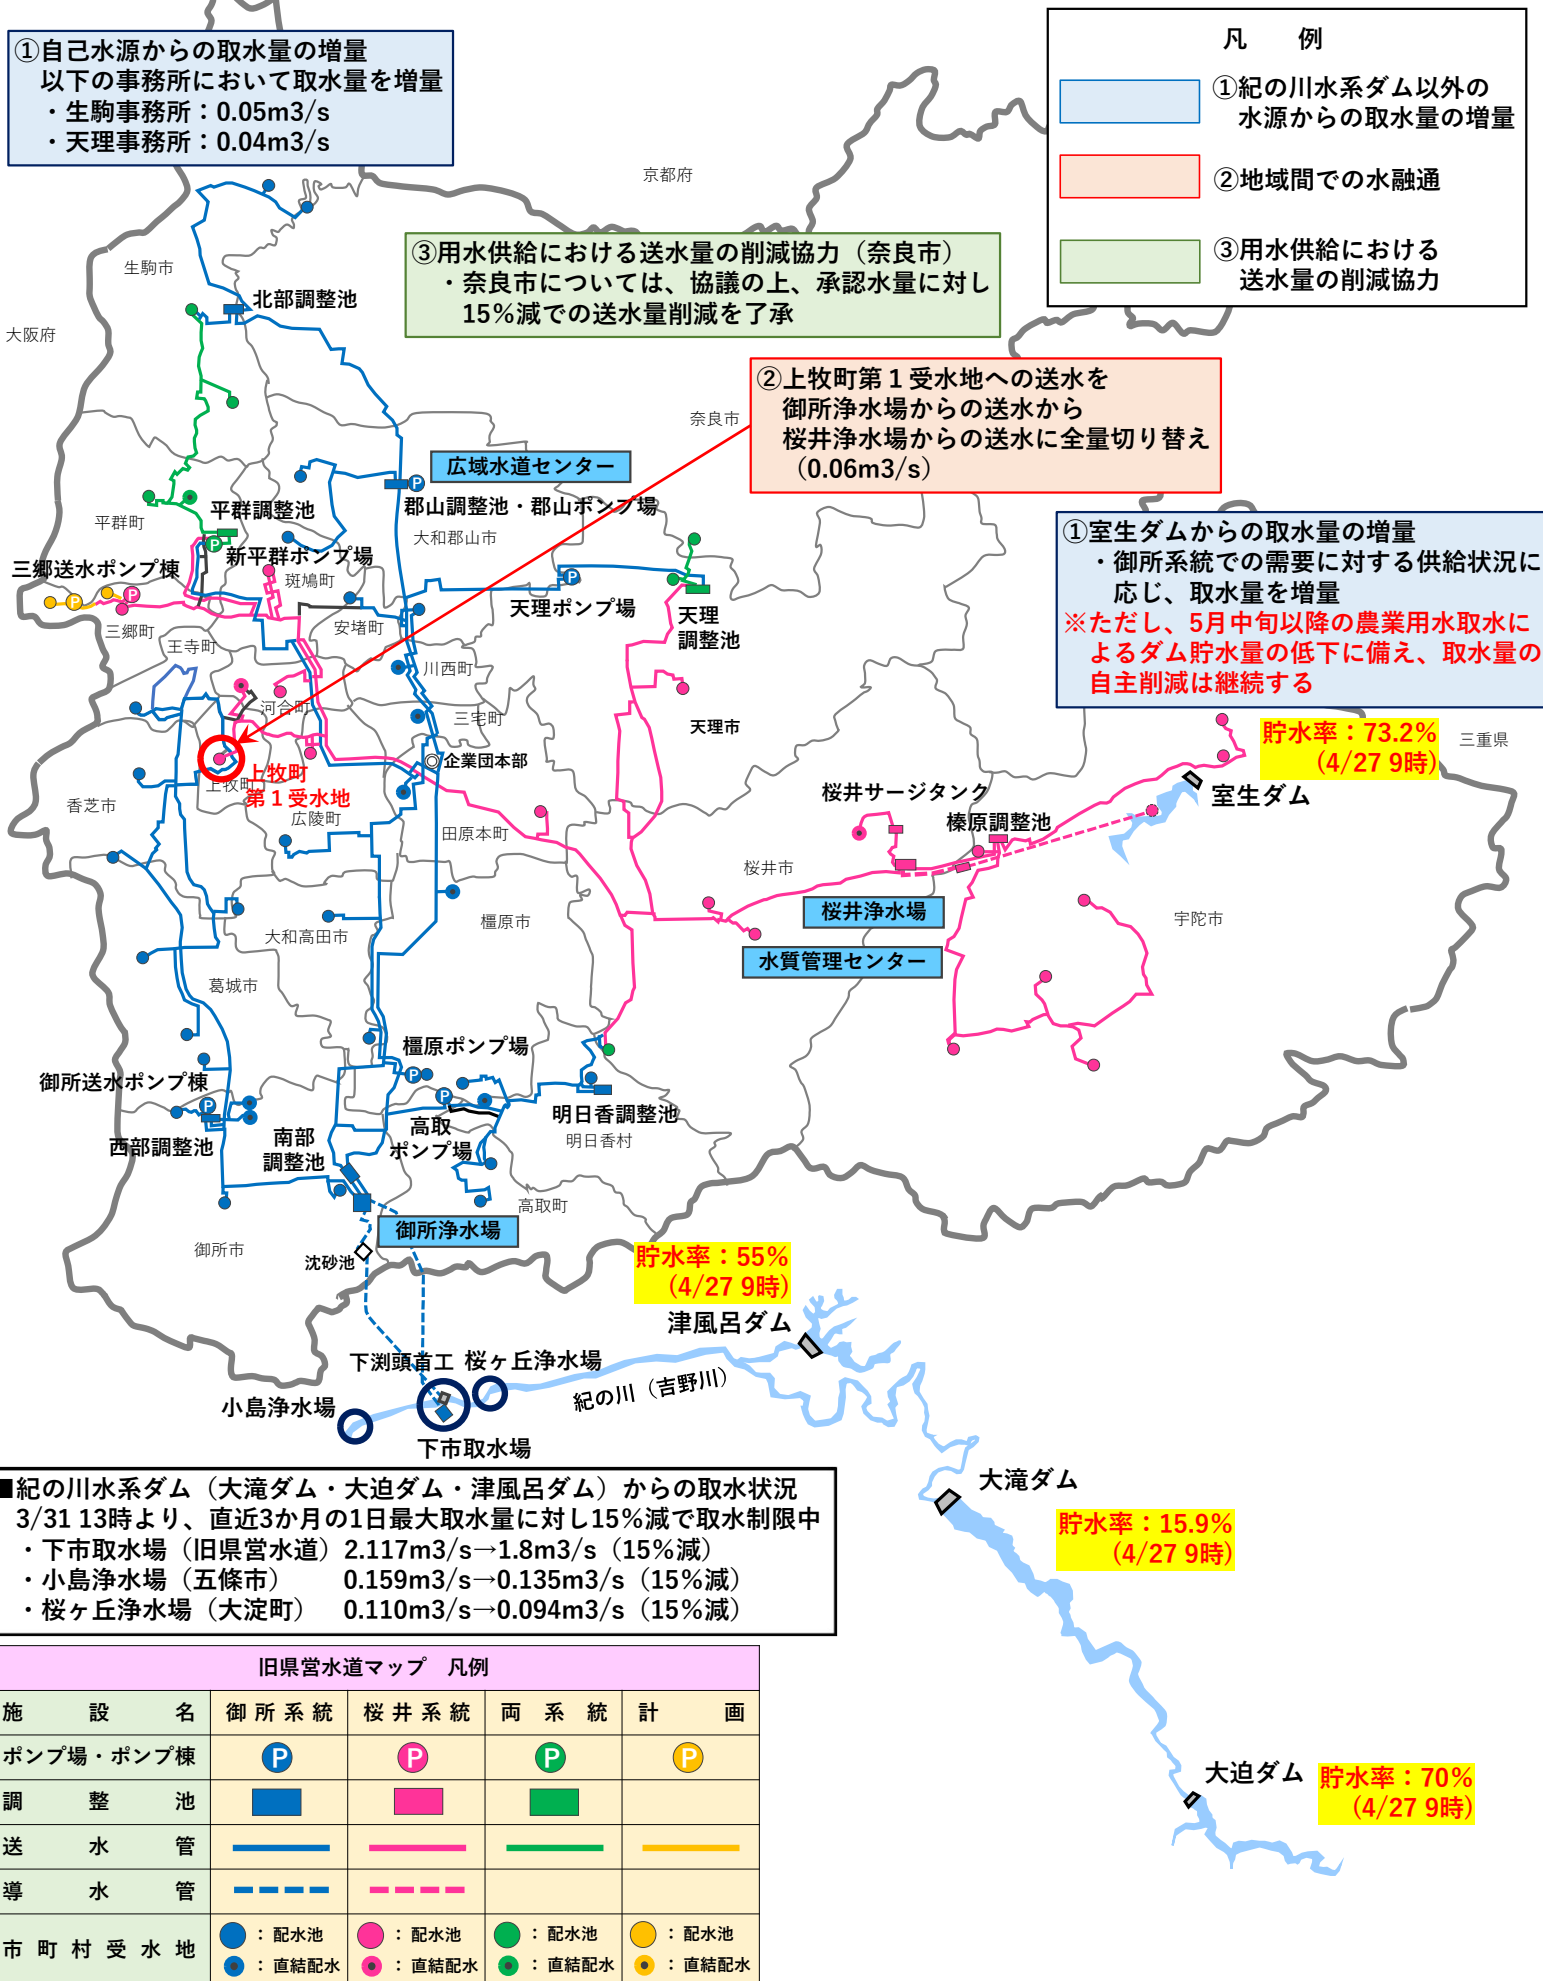 ①自己水源からの取水量の増量
以下の事務所において取水量を増量
・生駒事務所：0.05m3/s
・天理事務所：0.04m3/s
凡　例
①紀の川水系ダム以外の
水源からの取水量の増量
②地域間での水融通
③用水供給における
送水量の削減協力
京都府
③用水供給における送水量の削減協力（奈良市）
・奈良市については、協議の上、承認水量に対し
15%減での送水量削減を了承
生駒市
北部調整池
大阪府
②上牧町第１受水地への送水を
御所浄水場からの送水から
桜井浄水場からの送水に全量切り替え
（0.06m3/s）
奈良市
広域水道センター
P
郡山調整池・郡山ポンプ場
大和郡山市
平群町
平群調整池
P
新平群ポンプ場
斑鳩町
①室生ダムからの取水量の増量
・御所系統での需要に対する供給状況に
応じ、取水量を増量
※ただし、5月中旬以降の農業用水取水に
よるダム貯水量の低下に備え、取水量の
自主削減は継続する
三郷送水ポンプ棟
P
P
三郷町
P
天理ポンプ場
天理
調整池
安堵町
王寺町
川西町
河合町
三宅町
天理市
企業団本部
上牧町
上牧町
第１受水地
香芝市
広陵町
田原本町
貯水率：73.2%
(4/27 9時)
三重県
室生ダム
桜井サージタンク
榛原調整池
桜井市
桜井浄水場
水質管理センター
宇陀市
橿原市
大和高田市
葛城市
橿原ポンプ場
P
御所送水ポンプ棟
P
西部調整池
南部
調整池
P
高取
ポンプ場
明日香調整池
明日香村
高取町
御所浄水場
御所市
沈砂池
貯水率：55%
(4/27 9時)
津風呂ダム
下渕頭首工
桜ヶ丘浄水場
紀の川（吉野川）
小島浄水場
下市取水場
■紀の川水系ダム（大滝ダム・大迫ダム・津風呂ダム）からの取水状況
3/31 13時より、直近3か月の1日最大取水量に対し15%減で取水制限中
・下市取水場（旧県営水道）2.117m3/s→1.8m3/s（15%減）
・小島浄水場（五條市）　0.159m3/s→0.135m3/s（15%減）
・桜ヶ丘浄水場（大淀町）　0.110m3/s→0.094m3/s（15%減）
大滝ダム
貯水率：15.9%
(4/27 9時)
大迫ダム
貯水率：70%
(4/27 9時)
旧県営水道マップ　凡例
施設名　御所系統　桜井系統　両系統　計画
ポンプ場・ポンプ棟　P　P　P　P
調整池
送水管
導水管
市町村受水地　：配水池　：配水池　：配水池　：配水池
：直結配水　：直結配水　：直結配水　：直結配水